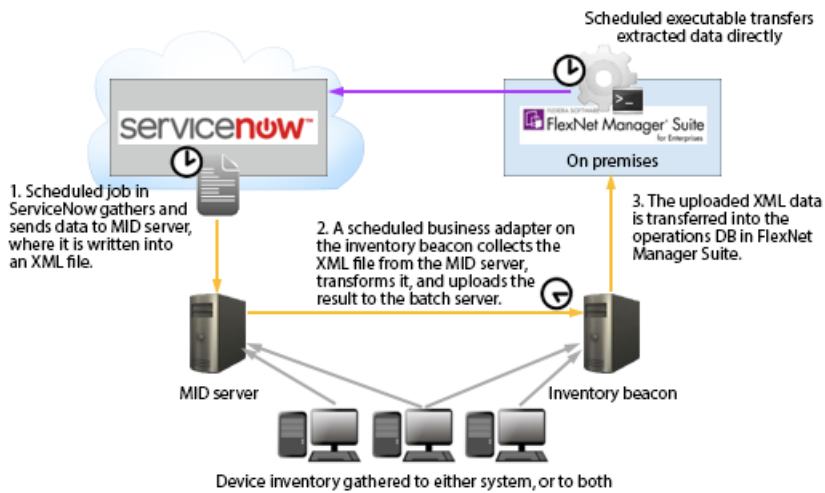 Scheduled executable transfers
extracted data directly
servicenow™
>_
FLEXERA SOFTWARE
FlexNet Manager® Suite
for Enterprises
On premises
1. Scheduled job in
ServiceNow gathers and
sends data to MID server,
where it is written into
an XML file.
2. A scheduled business adapter on
the inventory beacon collects the
XML file from the MID server,
transforms it, and uploads the
result to the batch server.
3. The uploaded XML data
is transferred into the
operations DB in FlexNet
Manager Suite.
MID server
Inventory beacon
Device inventory gathered to either system, or to both